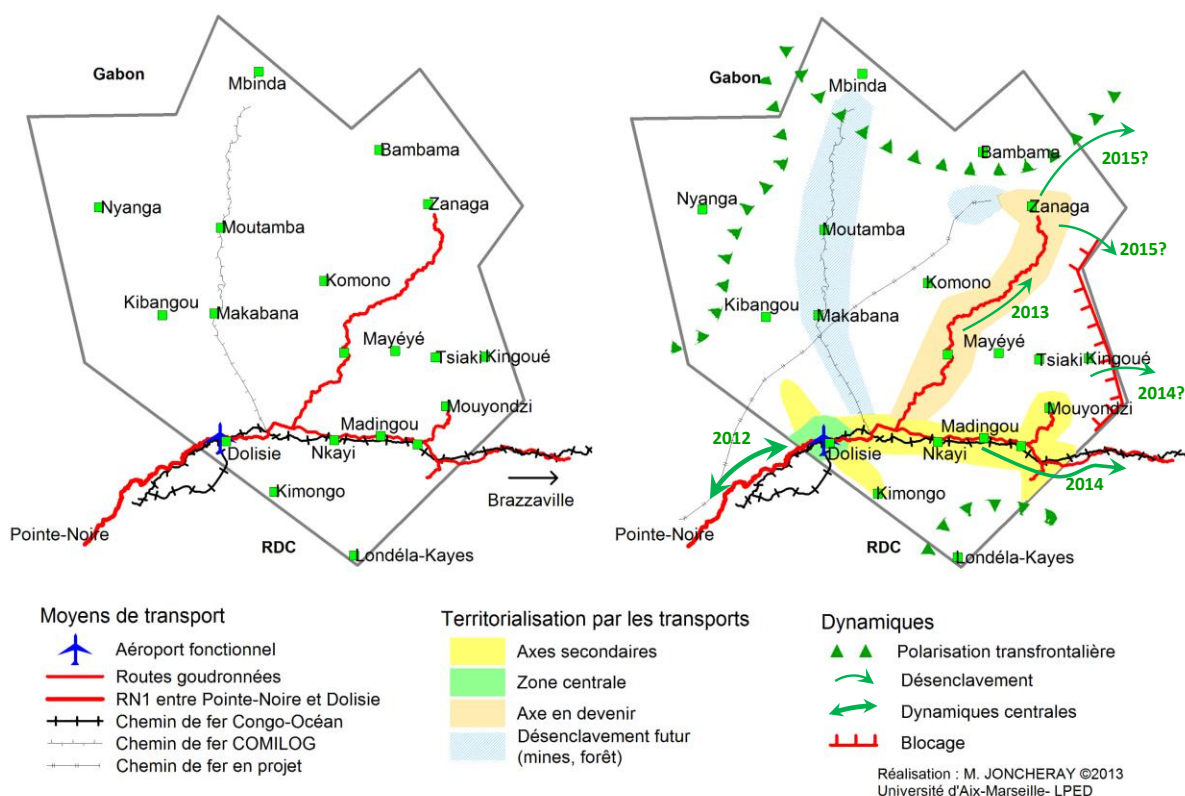 Gabon
Mbinda
Bambama
Nyanga
Zanaga
Moutamba
Komono
Kibangou
Makabana
Mayéyé
Tsiaki
Kingoué
Mouyondzi
Madingou
Dolisie
Nkayi
Kimongo
Brazzaville
Pointe-Noire
RDC
Londéla-Kayes
Gabon
Mbinda
2015?
Bambama
Nyanga
Zanaga
Moutamba
2015?
Komono
Kibangou
Makabana
2013
Mayéyé
Tsiaki
Kingoué
2014?
Mouyondzi
Madingou
2012
Dolisie
Nkayi
2014
Kimongo
Pointe-Noire
RDC
Londéla-Kayes
Moyens de transport
Aéroport fonctionnel
Routes goudronnées
RN1 entre Pointe-Noire et Dolisie
Chemin de fer Congo-Océan
Chemin de fer COMILOG
Chemin de fer en projet
Territorialisation par les transports
Axes secondaires
Zone centrale
Axe en devenir
Désenclavement futur
(mines, forêt)
Dynamiques
Polarisation transfrontalière
Désenclavement
Dynamiques centrales
Blocage
Réalisation : M. JONCHERAY ©2013
Université d'Aix-Marseille- LPED